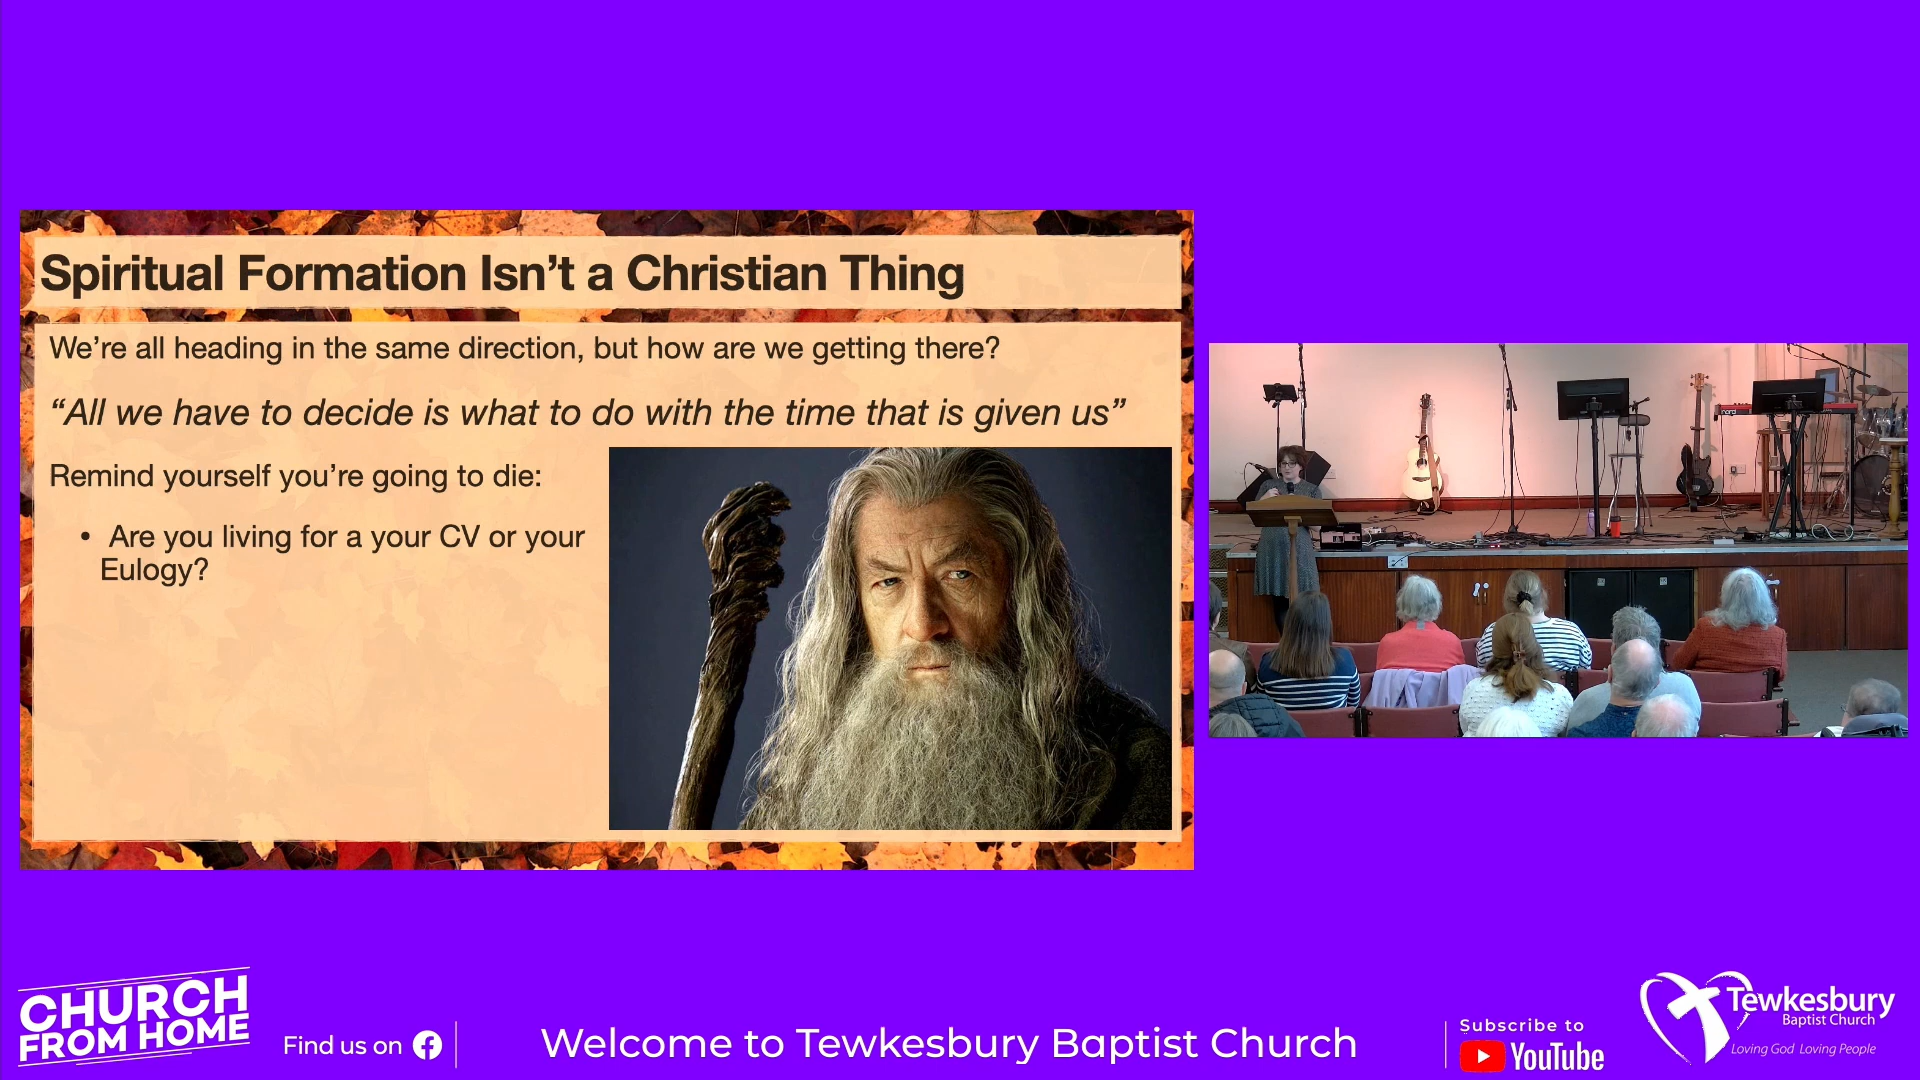 Spiritual Formation Isn’t a Christian Thing
We’re all heading in the same direction, but how are we getting there?
“All we have to decide is what to do with the time that is given us”
Remind yourself you’re going to die:
• Are you living for a your CV or your
Eulogy?
nord
CHURCH
FROM HOME
Find us on
Welcome to Tewkesbury Baptist Church
Subscribe to
YouTube
Tewkesbury
Baptist Church
Loving God Loving People